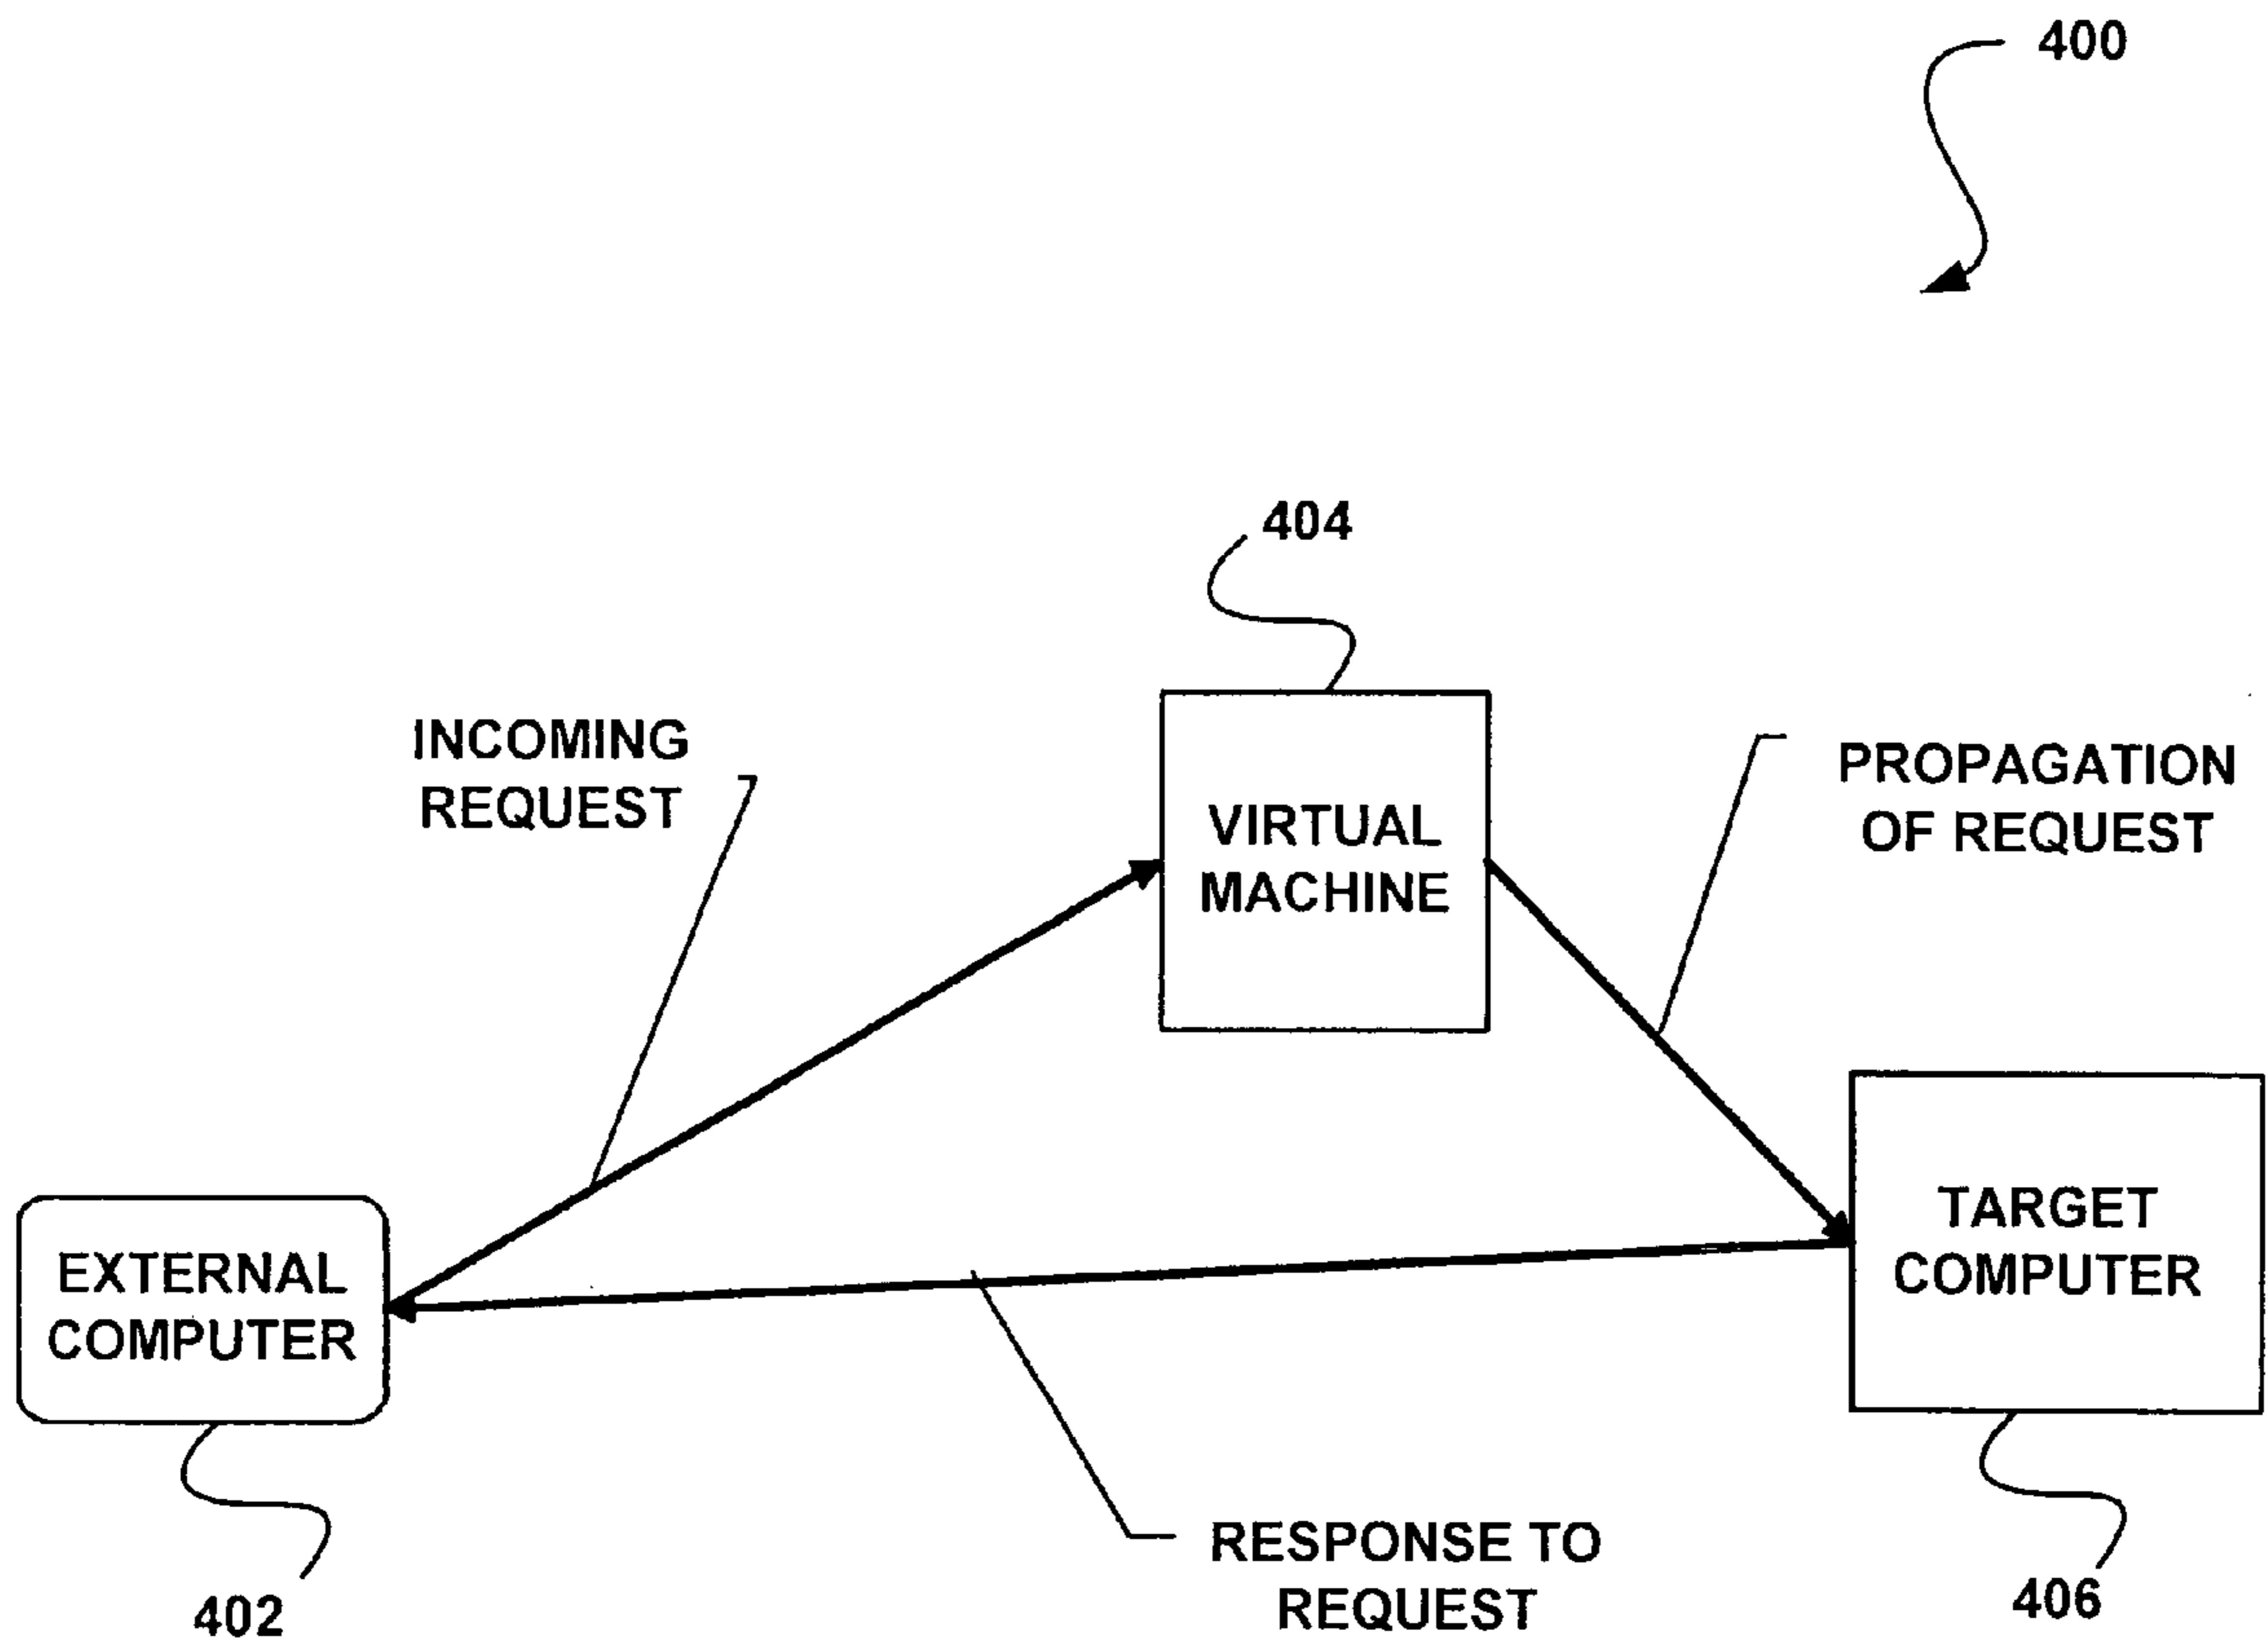 400
404
INCOMING
REQUEST
PROPAGATION
OF REQUEST
VIRTUAL
MACHINE
TARGET
COMPUTER
EXTERNAL
COMPUTER
RESPONSE TO
REQUEST
402
406